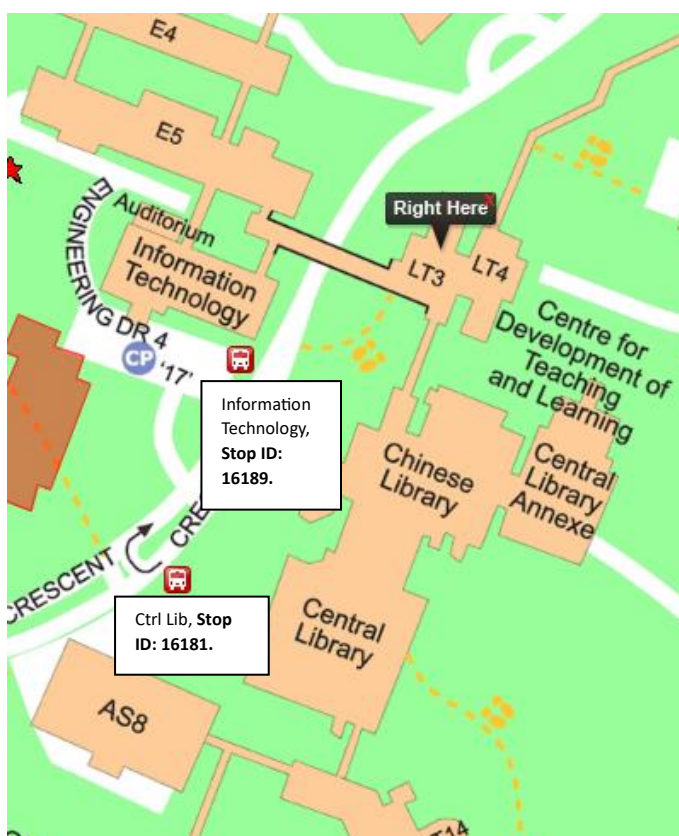 E4
E5
Right Here
x
Auditorium
Information
Technology
ENGINEERING DR 4
LT3
LT4
CP
'17'
Centre for
Development of
Teaching
and Learning
Information
Technology,
Stop ID:
16189.
Chinese
Library
Central
Library
Annexe
CRESCENT
CRES
Ctrl Lib, Stop
ID: 16181.
Central
Library
AS8